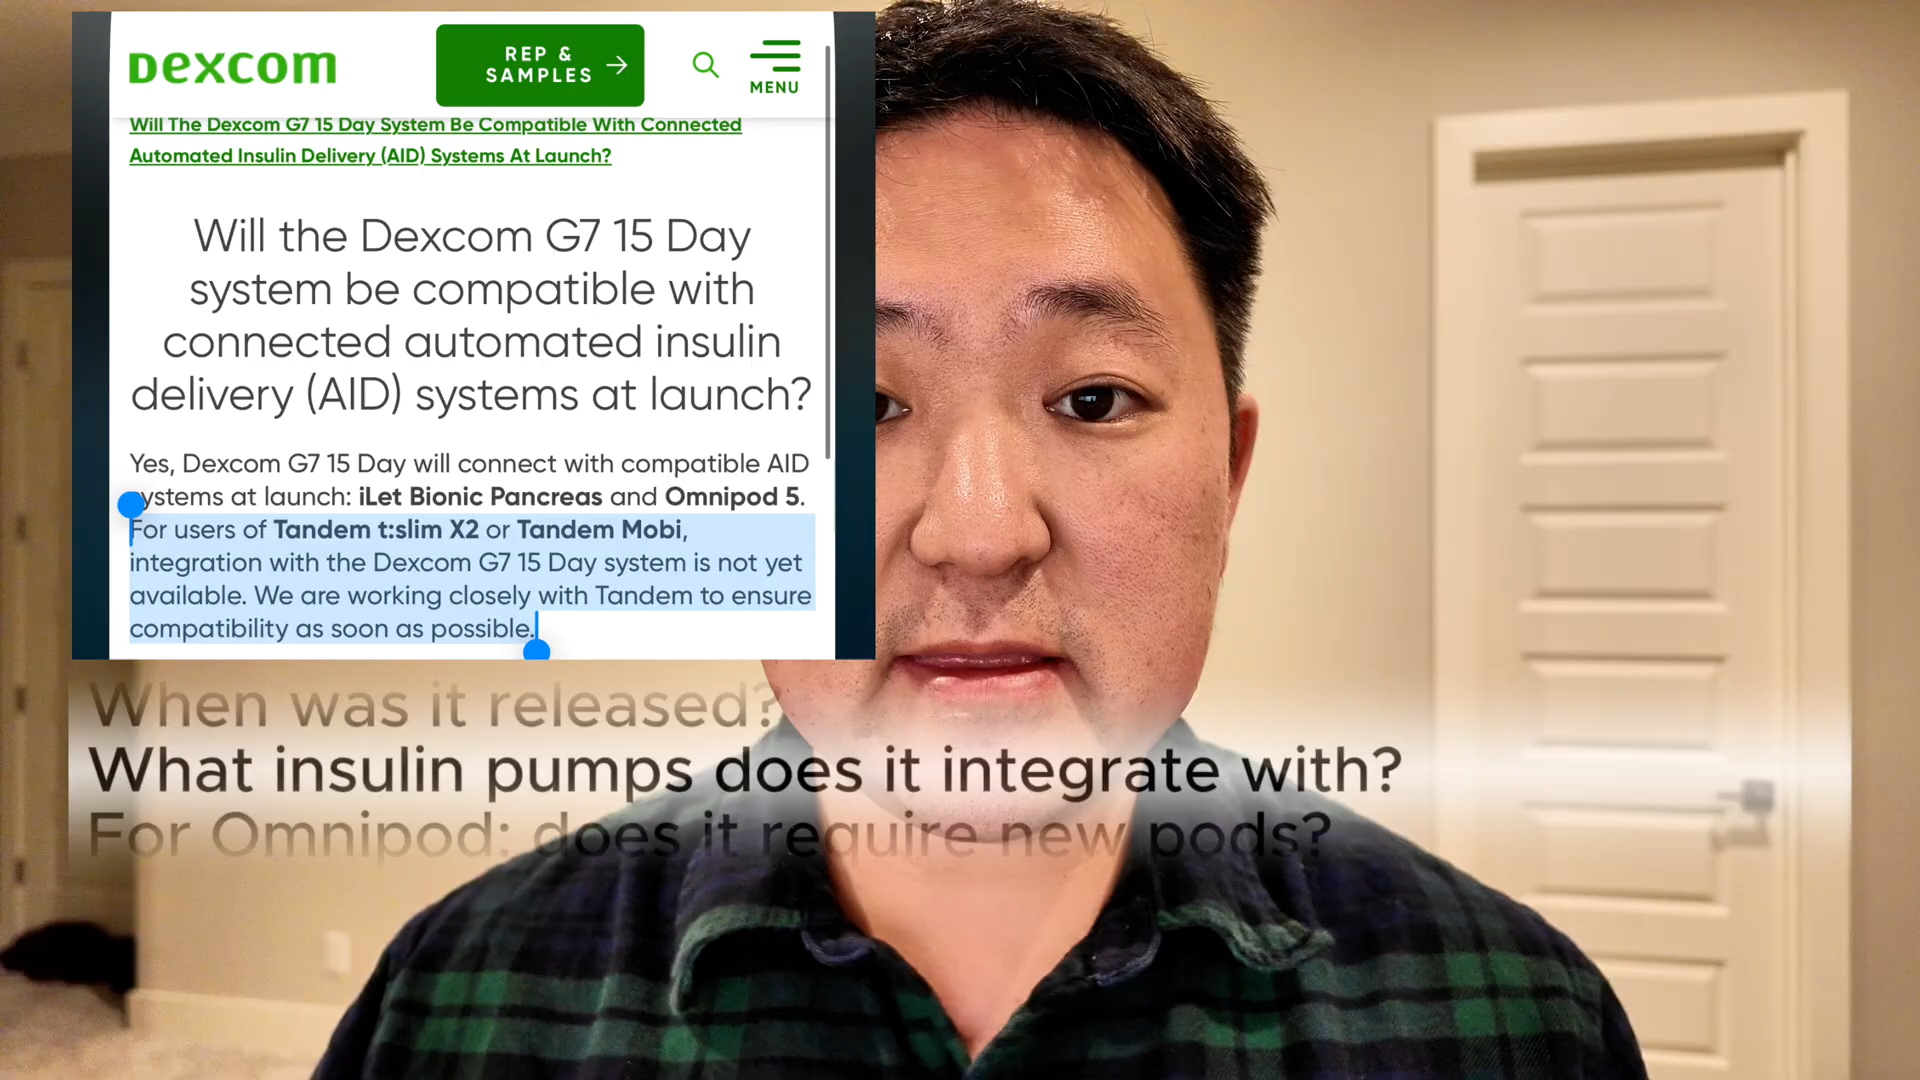 Dexcom
REP &
SAMPLES
MENU
Will The Dexcom G7 15 Day System Be Compatible With Connected
Automated Insulin Delivery (AID) Systems At Launch?
Will the Dexcom G7 15 Day
system be compatible with
connected automated insulin
delivery (AID) systems at launch?
Yes, Dexcom G7 15 Day will connect with compatible AID
systems at launch: iLet Bionic Pancreas and Omnipod 5.
For users of Tandem t:slim X2 or Tandem Mobi,
integration with the Dexcom G7 15 Day system is not yet
available. We are working closely with Tandem to ensure
compatibility as soon as possible.
When was it released?
What insulin pumps does it integrate with?
For Omnipod: does it require new pods?